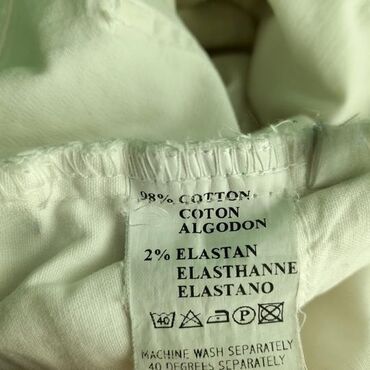 98% COTTON
COTON
ALGODON
2% ELASTAN
ELASTHANNE
ELASTANO
40 P
MACHINE WASH SEPARATELY
40 DEGREES SEPARATELY